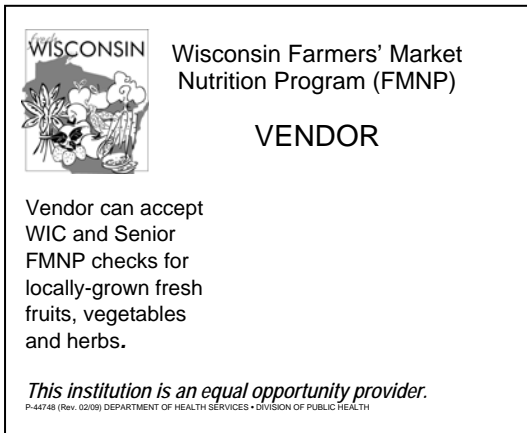 fresh
WISCONSIN
Wisconsin Farmers’ Market
Nutrition Program (FMNP)
VENDOR
Vendor can accept
WIC and Senior
FMNP checks for
locally-grown fresh
fruits, vegetables
and herbs.
This institution is an equal opportunity provider.
P-44748 (Rev. 02/09) DEPARTMENT OF HEALTH SERVICES • DIVISION OF PUBLIC HEALTH